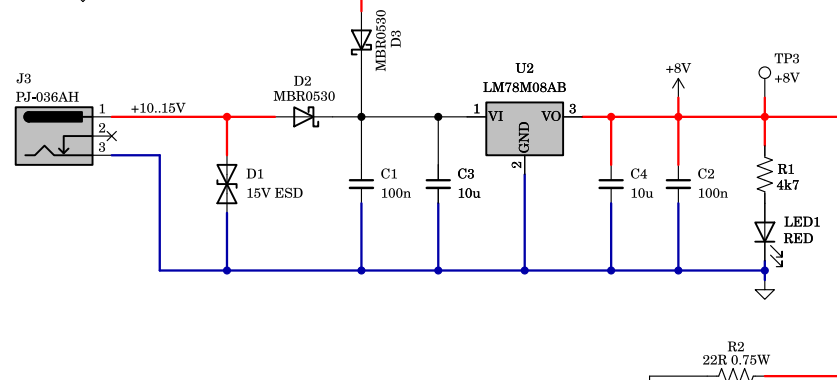 MBR0530
D3
J3
PJ-036AH
1
2
3
+10..15V
D2
MBR0530
U2
LM78M08AB
1
VI
VO
3
GND
2
+8V
TP3
+8V
D1
15V ESD
C1
100n
C3
10u
C4
10u
C2
100n
R1
4k7
LED1
RED
R2
22R 0.75W